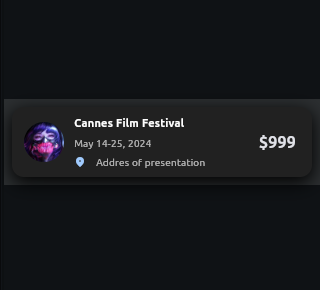 Cannes Film Festival
May 14-25, 2024
$999
Addres of presentation